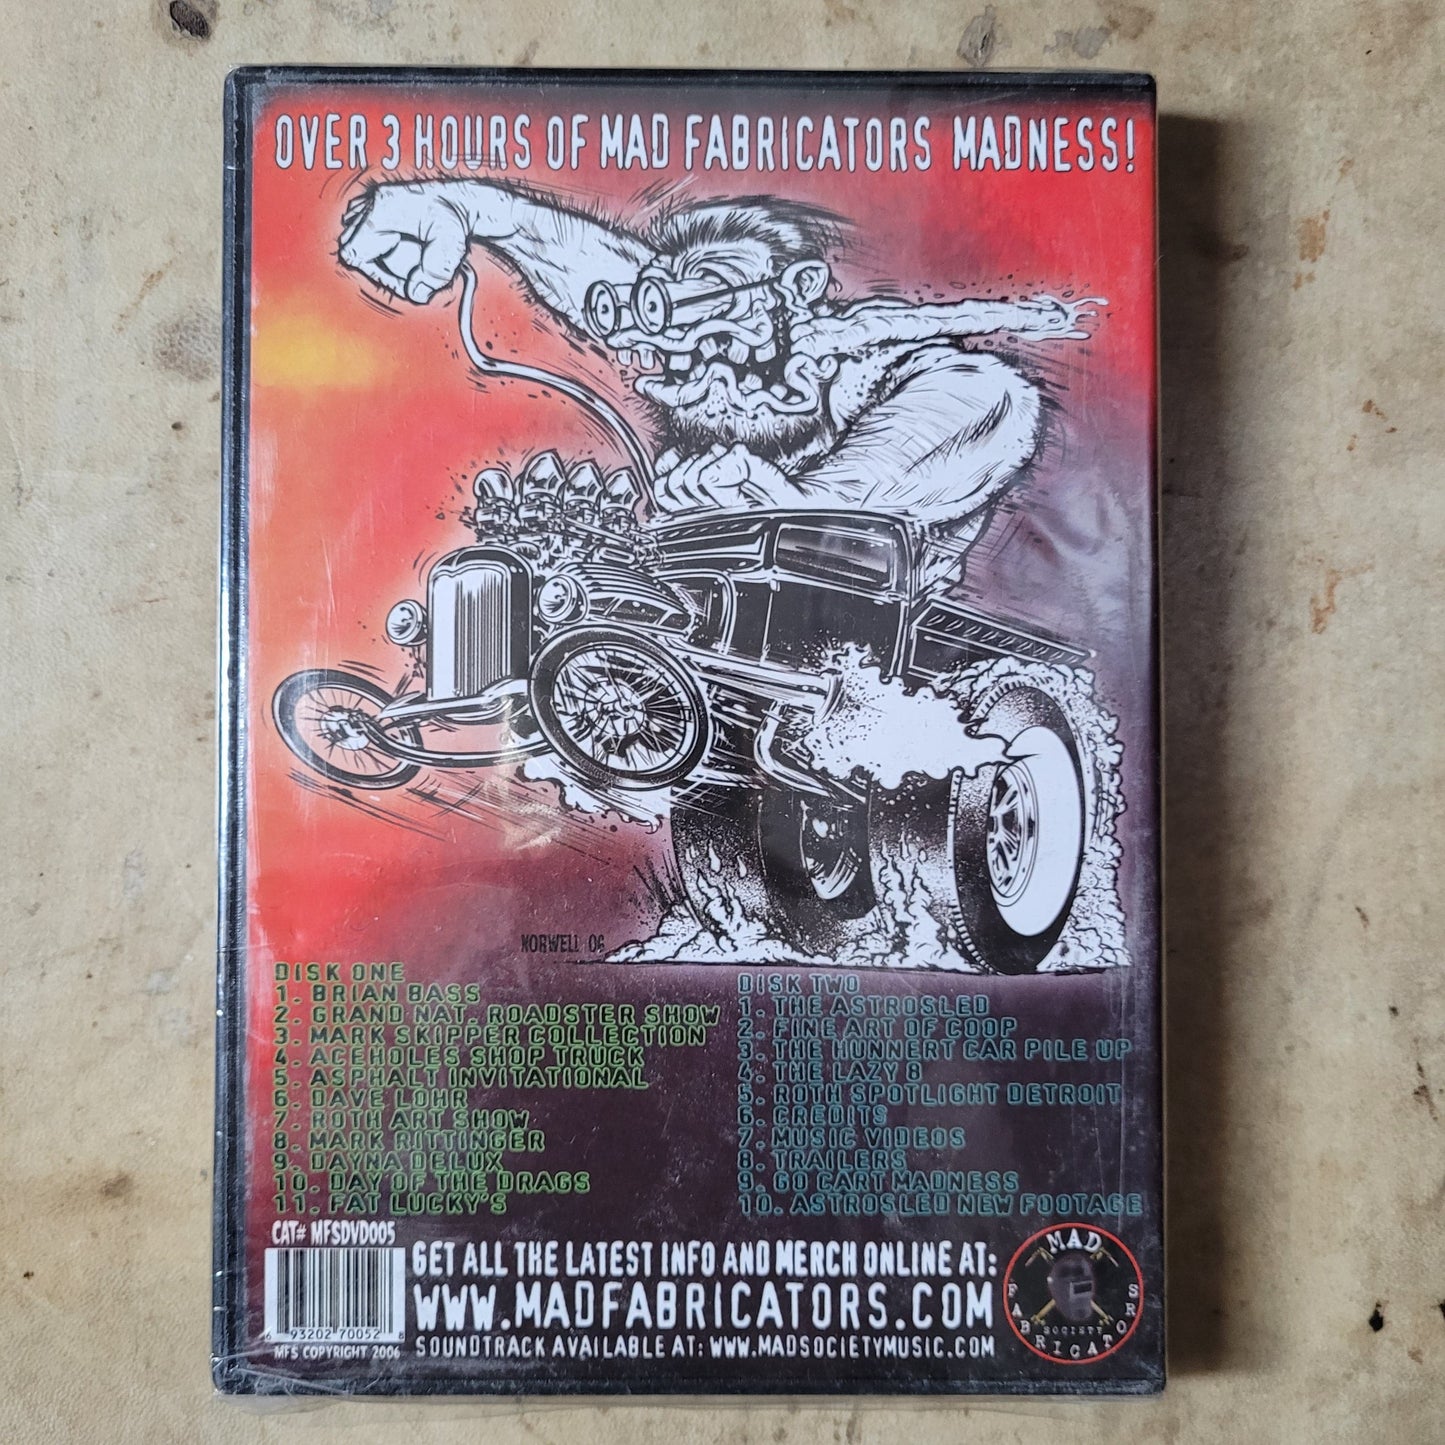 OVER 3 HOURS OF MAD FABRICATORS MADNESS!
NORWELL 06
DISK ONE
1. BRIAN BASS
2. GRAND NAT. ROADSTER SHOW
3. MARK SKIPPER COLLECTION
4. ACEHOLES SHOP TRUCK
5. ASPHALT INVITATIONAL
6. DAVE LOHR
7. ROTH ART SHOW
8. MARK RITTINGER
9. DAYNA DELUX
10. DAY OF THE DRAGS
11. FAT LUCKY'S
DISK TWO
1. THE ASTROSLED
2. FINE ART OF COOP
3. THE HUNNERT CAR PILE UP
4. THE LAZY 8
5. ROTH SPOTLIGHT DETROIT
6. CREDITS
7. MUSIC VIDEOS
8. TRAILERS
9. GO CART MADNESS
10. ASTROSLED NEW FOOTAGE
CAT# MFSDVD005
6 93202 70052 8
MFS COPYRIGHT 2006
GET ALL THE LATEST INFO AND MERCH ONLINE AT:
WWW.MADFABRICATORS.COM
SOUNDTRACK AVAILABLE AT: WWW.MADSOCIETYMUSIC.COM
MAD
FABRICATORS
SOCIETY